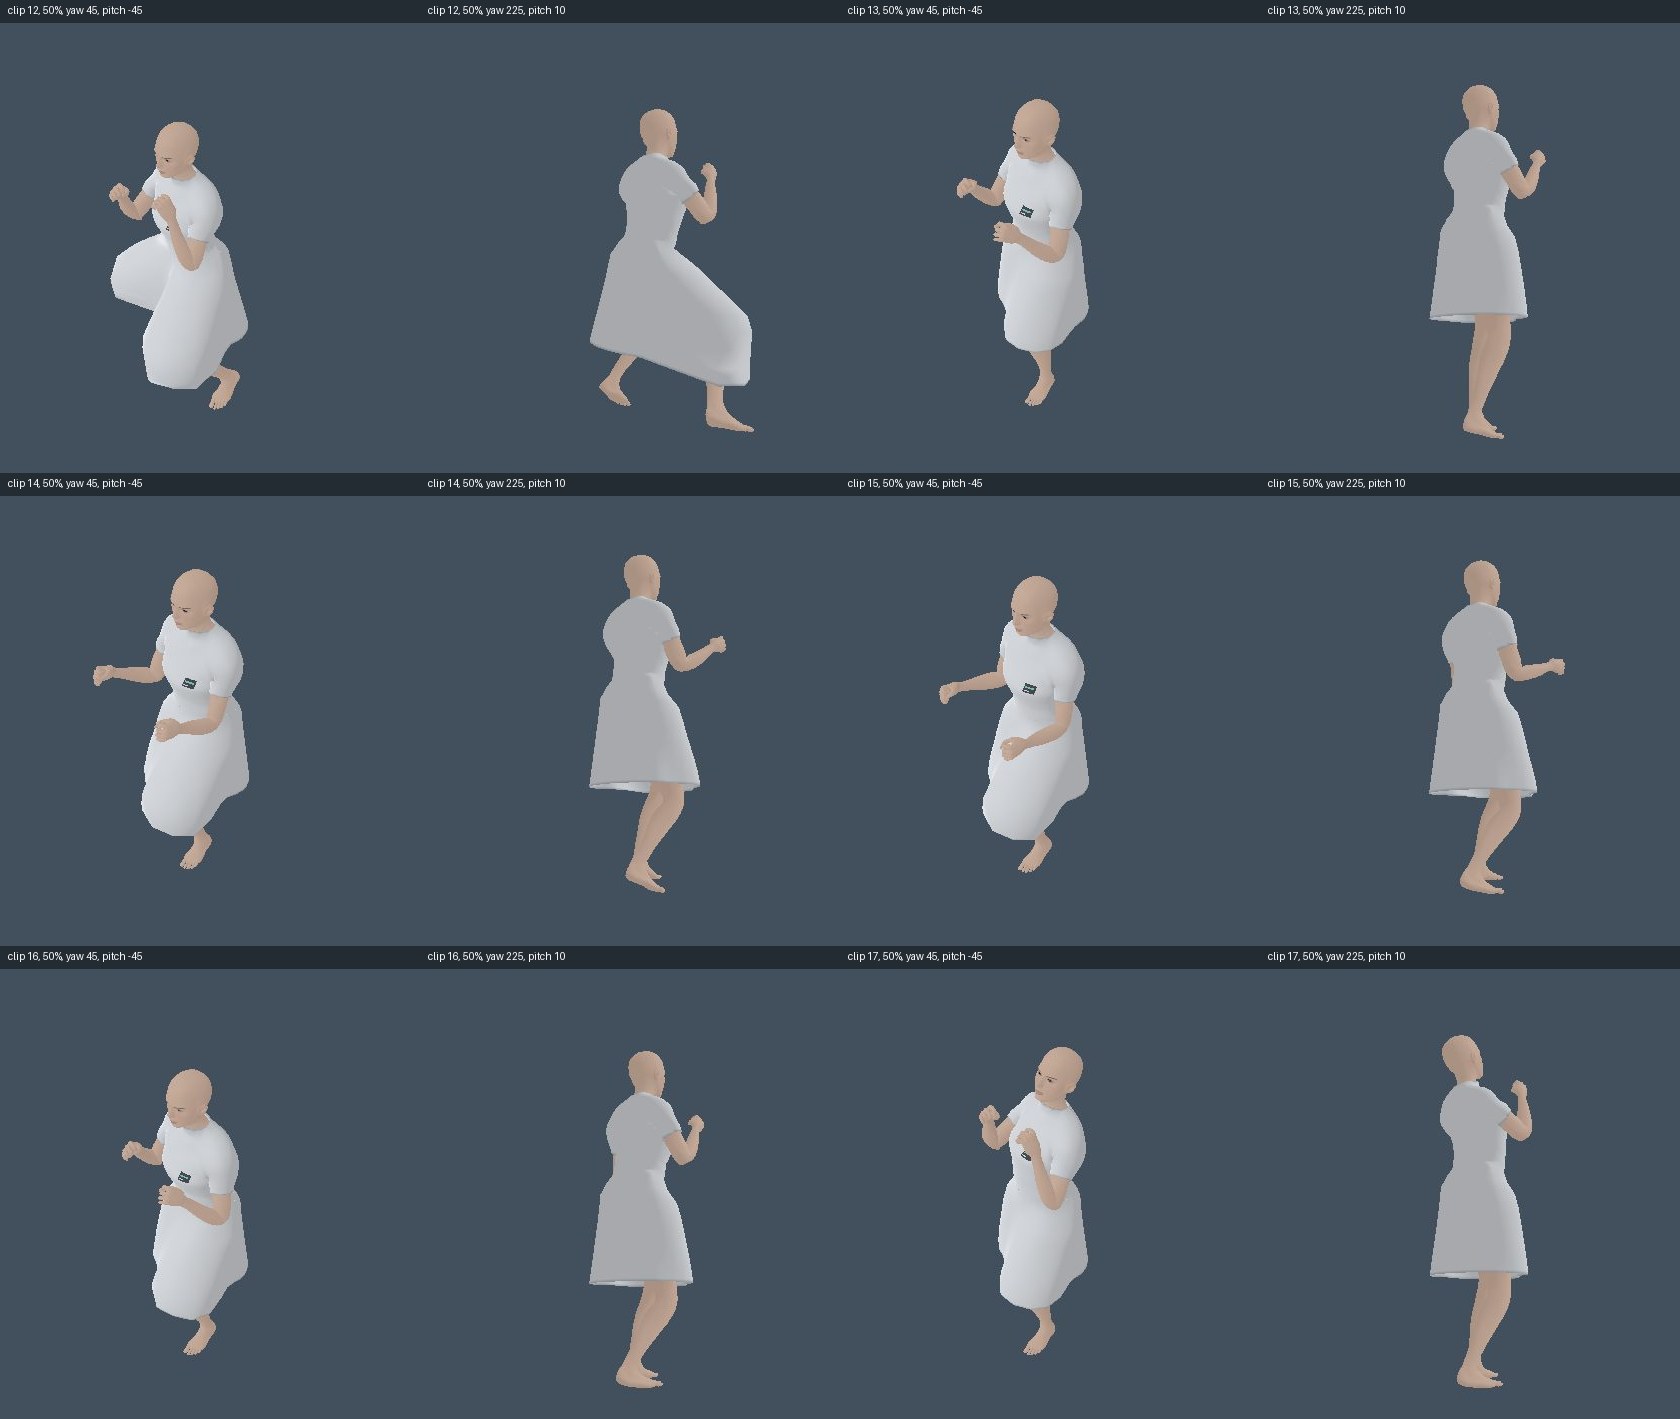 clip 12, 50%, yaw 45, pitch -45
clip 12, 50%, yaw 225, pitch 10
clip 13, 50%, yaw 45, pitch -45
clip 13, 50%, yaw 225, pitch 10
clip 14, 50%, yaw 45, pitch -45
clip 14, 50%, yaw 225, pitch 10
clip 15, 50%, yaw 45, pitch -45
clip 15, 50%, yaw 225, pitch 10
clip 16, 50%, yaw 45, pitch -45
clip 16, 50%, yaw 225, pitch 10
clip 17, 50%, yaw 45, pitch -45
clip 17, 50%, yaw 225, pitch 10